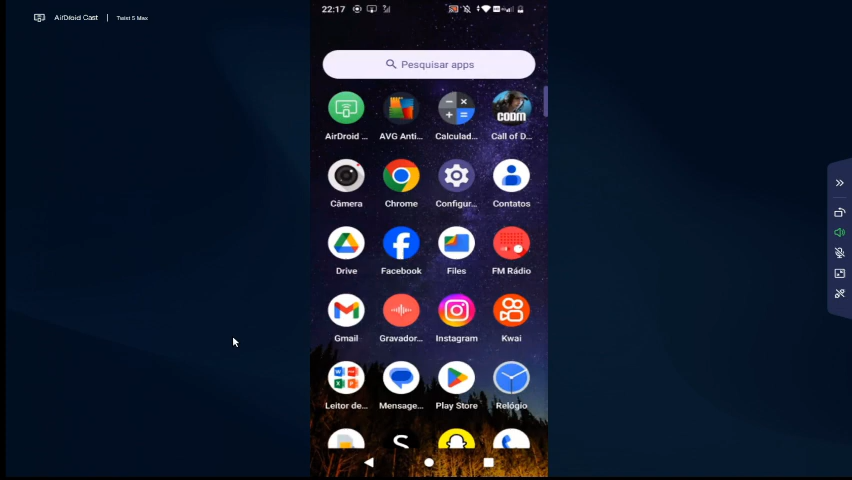 AirDroid Cast | Twist 5 Max
22:17
Pesquisar apps
AirDroid ... AVG Anti... Calculad... Call of D...
CODM
Câmera Chrome Configur... Contatos
Drive Facebook Files FM Rádio
Gmail Gravador... Instagram Kwai
Leitor de... Mensage... Play Store Relógio
S